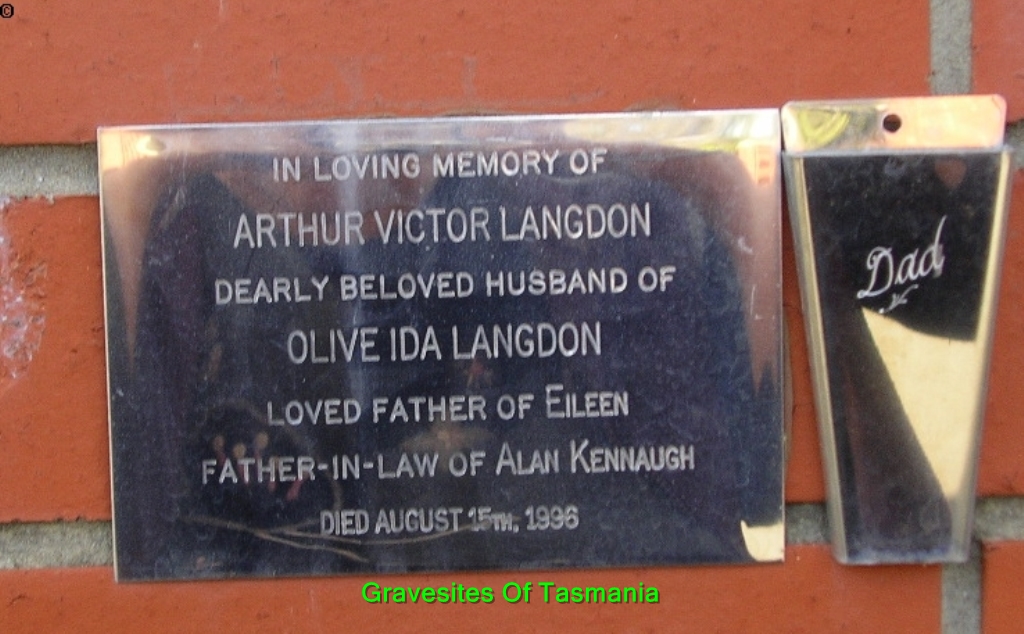 ©
IN LOVING MEMORY OF
ARTHUR VICTOR LANGDON
DEARLY BELOVED HUSBAND OF
OLIVE IDA LANGDON
LOVED FATHER OF EILEEN
FATHER-IN-LAW OF ALAN KENNAUGH
DIED AUGUST 15TH, 1996
Dad
Gravesites Of Tasmania